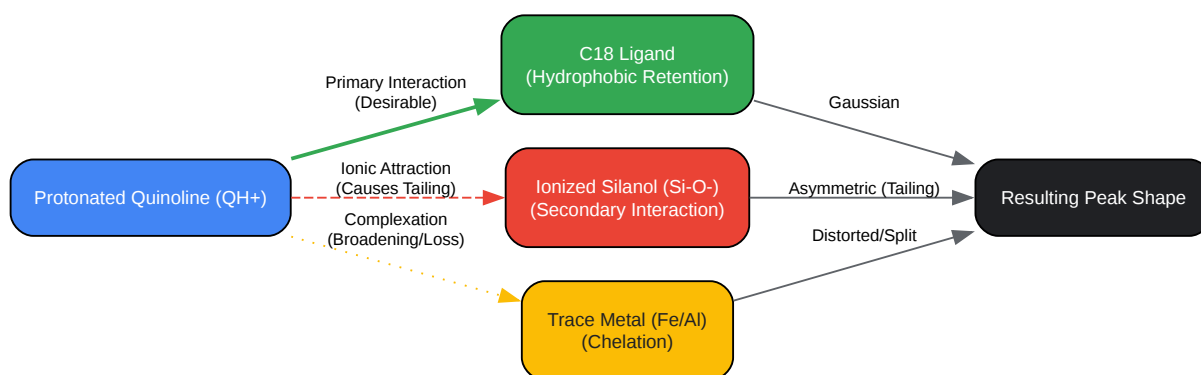 C18 Ligand
(Hydrophobic Retention)
Primary Interaction
(Desirable)
Gaussian
Protonated Quinoline (QH+)
Ionic Attraction
(Causes Tailing)
Ionized Silanol (Si-O-)
(Secondary Interaction)
Asymmetric (Tailing)
Resulting Peak Shape
Complexation
(Broadening/Loss)
Distorted/Split
Trace Metal (Fe/Al)
(Chelation)